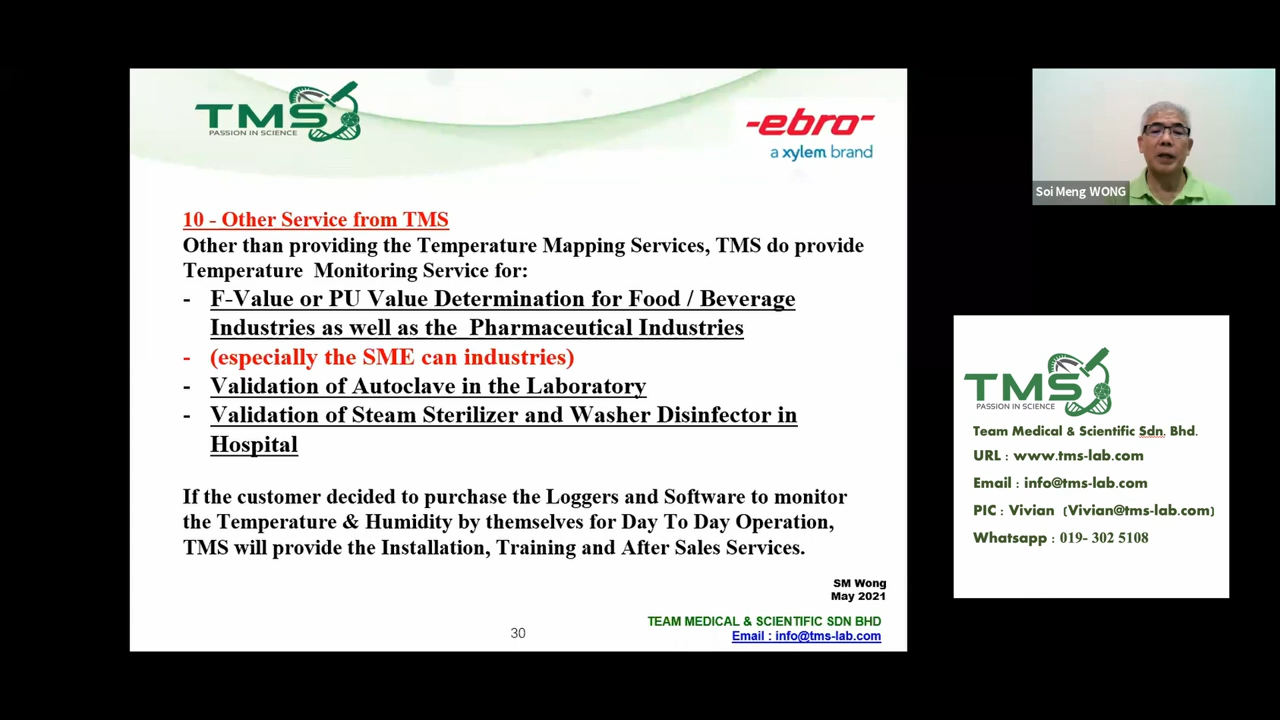 TMS
PASSION IN SCIENCE
-ebro-
a xylem brand
10 - Other Service from TMS
Other than providing the Temperature Mapping Services, TMS do provide
Temperature Monitoring Service for:
- F-Value or PU Value Determination for Food / Beverage
Industries as well as the Pharmaceutical Industries
- (especially the SME can industries)
- Validation of Autoclave in the Laboratory
- Validation of Steam Sterilizer and Washer Disinfector in
Hospital
If the customer decided to purchase the Loggers and Software to monitor
the Temperature & Humidity by themselves for Day To Day Operation,
TMS will provide the Installation, Training and After Sales Services.
SM Wong
May 2021
TEAM MEDICAL & SCIENTIFIC SDN BHD
Email : info@tms-lab.com
30
Soi Meng WONG
TMS
PASSION IN SCIENCE
Team Medical & Scientific Sdn. Bhd.
URL : www.tms-lab.com
Email : info@tms-lab.com
PIC : Vivian (Vivian@tms-lab.com)
Whatsapp : 019- 302 5108